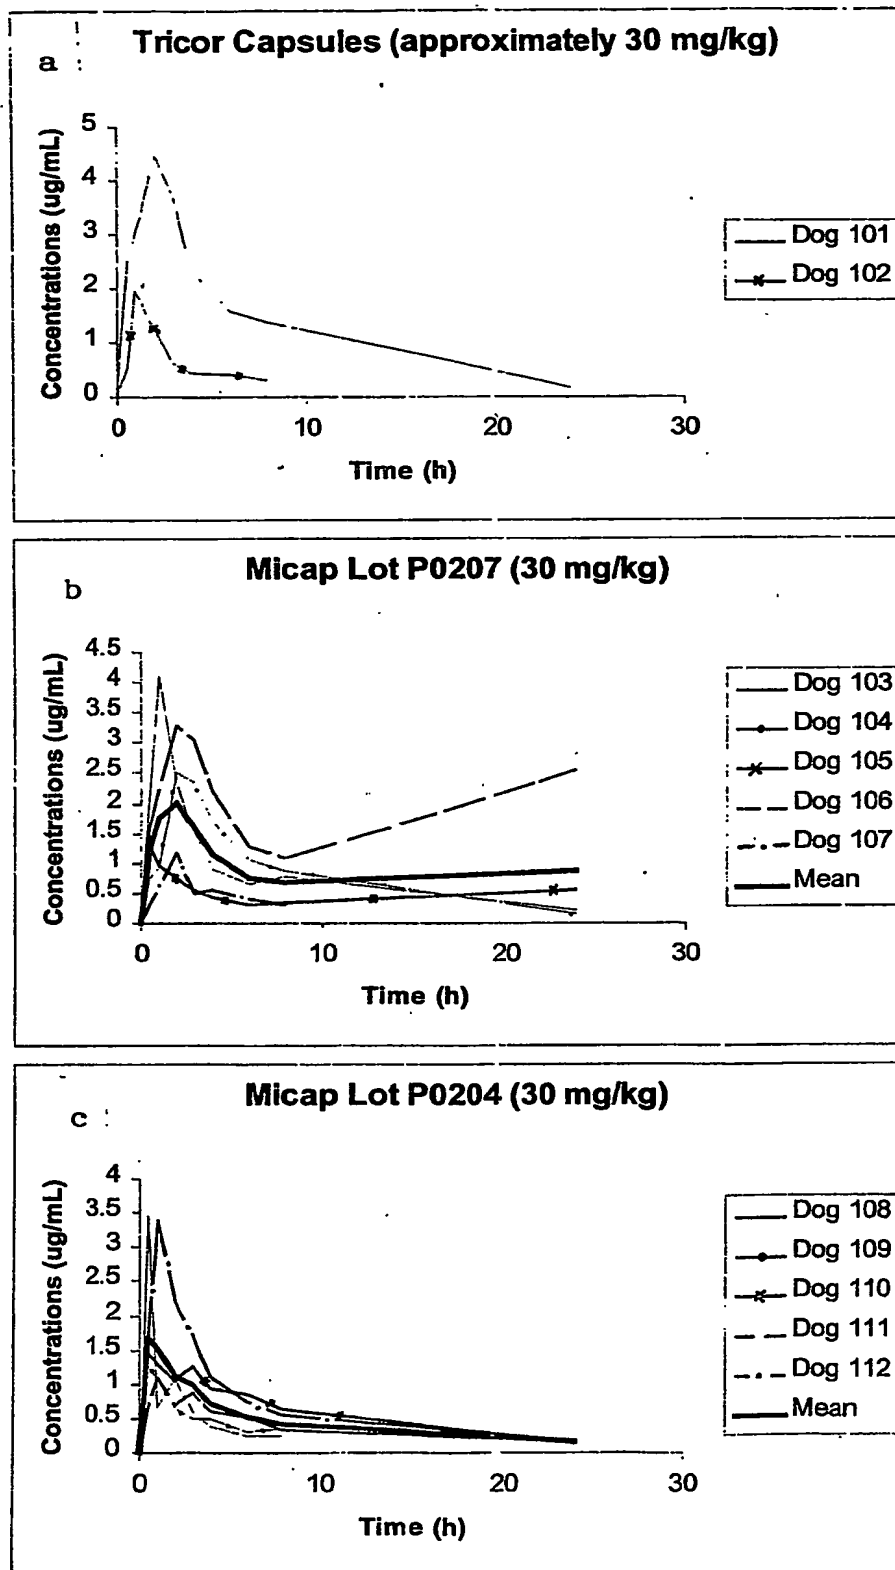 Tricor Capsules (approximately 30 mg/kg)
a
Concentrations (ug/mL)
5
4
3
2
1
0
0 10 20 30
Time (h)
Dog 101
Dog 102
Micap Lot P0207 (30 mg/kg)
b
Concentrations (ug/mL)
4.5
4
3.5
3
2.5
2
1.5
1
0.5
0
0 10 20 30
Time (h)
Dog 103
Dog 104
Dog 105
Dog 106
Dog 107
Mean
Micap Lot P0204 (30 mg/kg)
c
Concentrations (ug/mL)
4
3.5
3
2.5
2
1.5
1
0.5
0
0 10 20 30
Time (h)
Dog 108
Dog 109
Dog 110
Dog 111
Dog 112
Mean